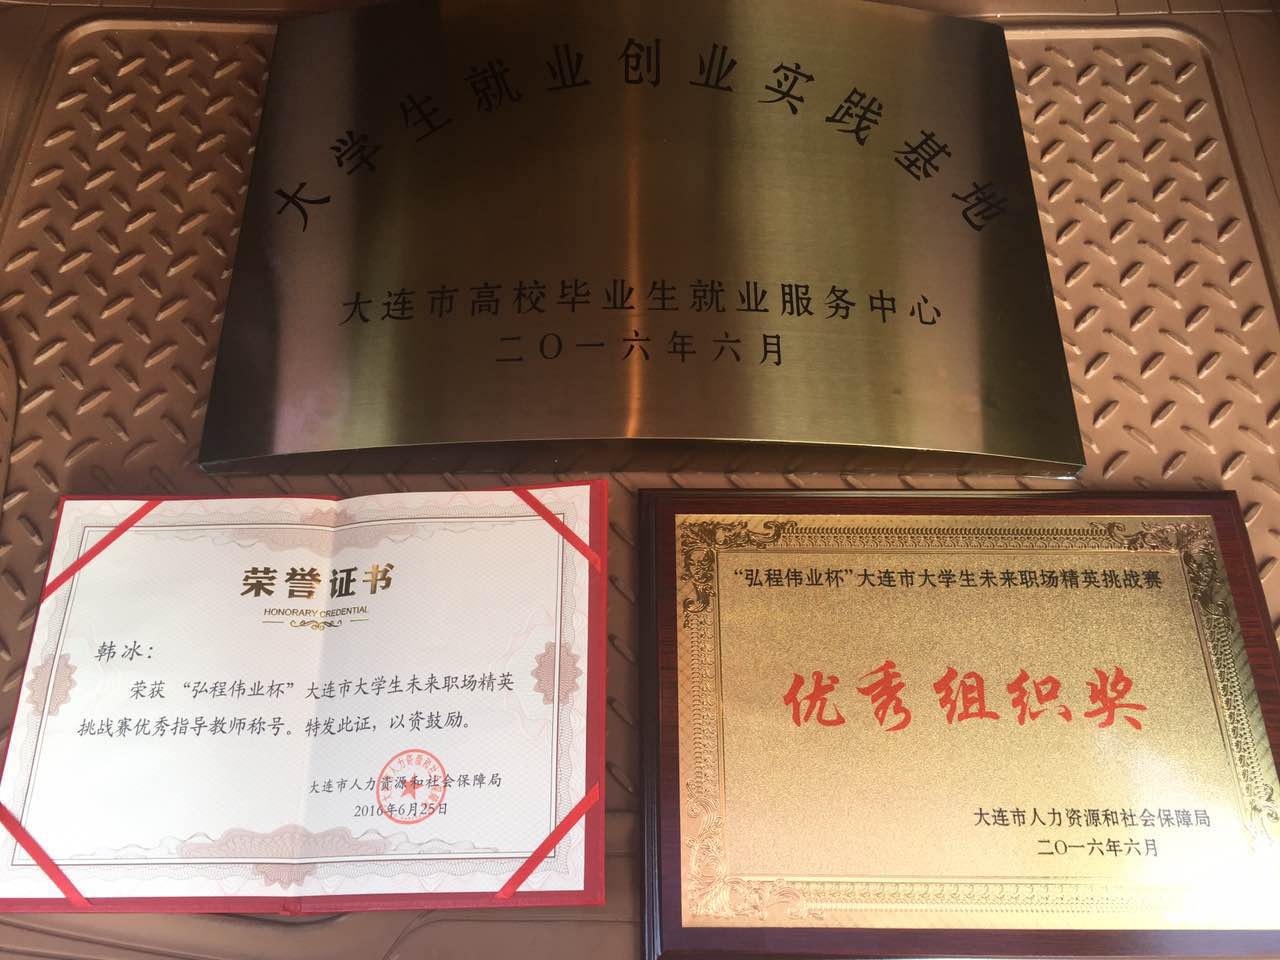 大学生就业创业实践基地
大连市高校毕业生就业服务中心
二〇一六年六月
荣誉证书
HONORARY CREDENTIAL
韩冰：
荣获 “弘程伟业杯” 大连市大学生未来职场精英
挑战赛优秀指导教师称号。特发此证，以资鼓励。
大连市人力资源和社会保障局
2016年6月25日
“弘程伟业杯”大连市大学生未来职场精英挑战赛
优秀组织奖
大连市人力资源和社会保障局
二〇一六年六月